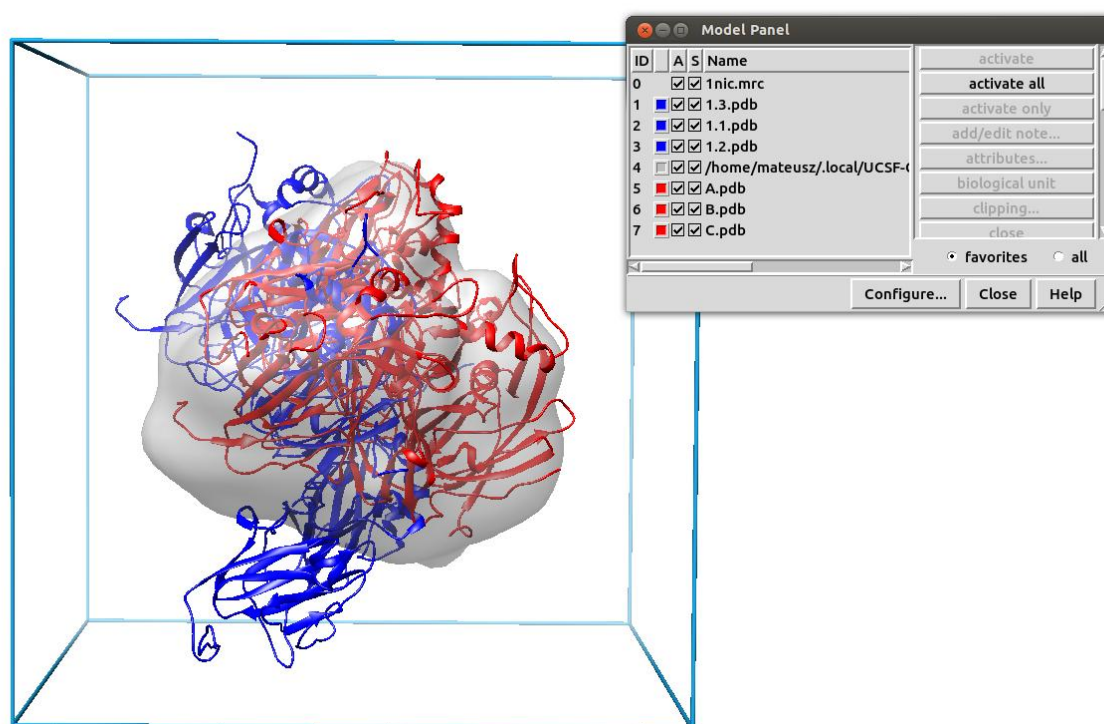 Model Panel
ID A S Name
0 1nic.mrc
1 1.3.pdb
2 1.1.pdb
3 1.2.pdb
4 /home/mateusz/.local/UCSF-
5 A.pdb
6 B.pdb
7 C.pdb
activate
activate all
activate only
add/edit note...
attributes...
biological unit
clipping...
close
favorites all
Configure... Close Help